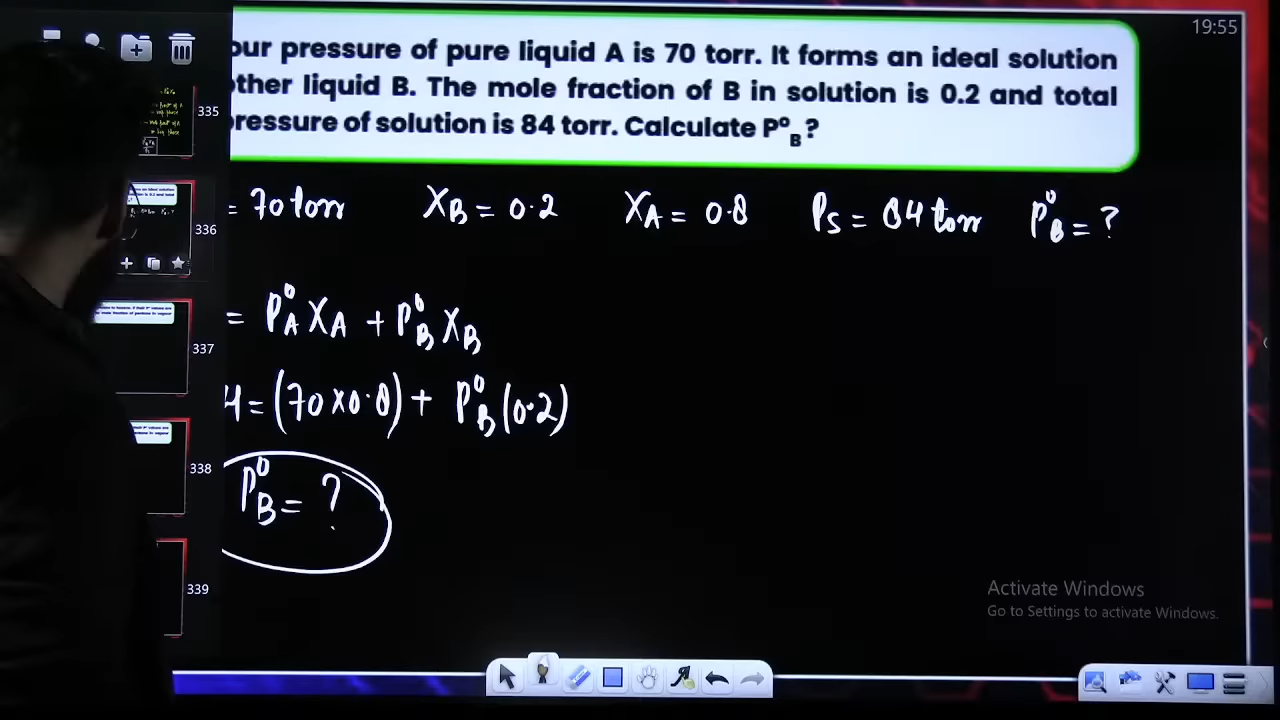 19:55
our pressure of pure liquid A is 70 torr. It forms an ideal solution
other liquid B. The mole fraction of B in solution is 0.2 and total
pressure of solution is 84 torr. Calculate P°B?
= 70 torr XB = 0.2 XA = 0.8 Ps = 84 torr P°B = ?
= P°A XA + P°B XB
4 = (70×0.8) + P°B (0.2)
P°B = ?
335
336
337
338
339
Activate Windows
Go to Settings to activate Windows.